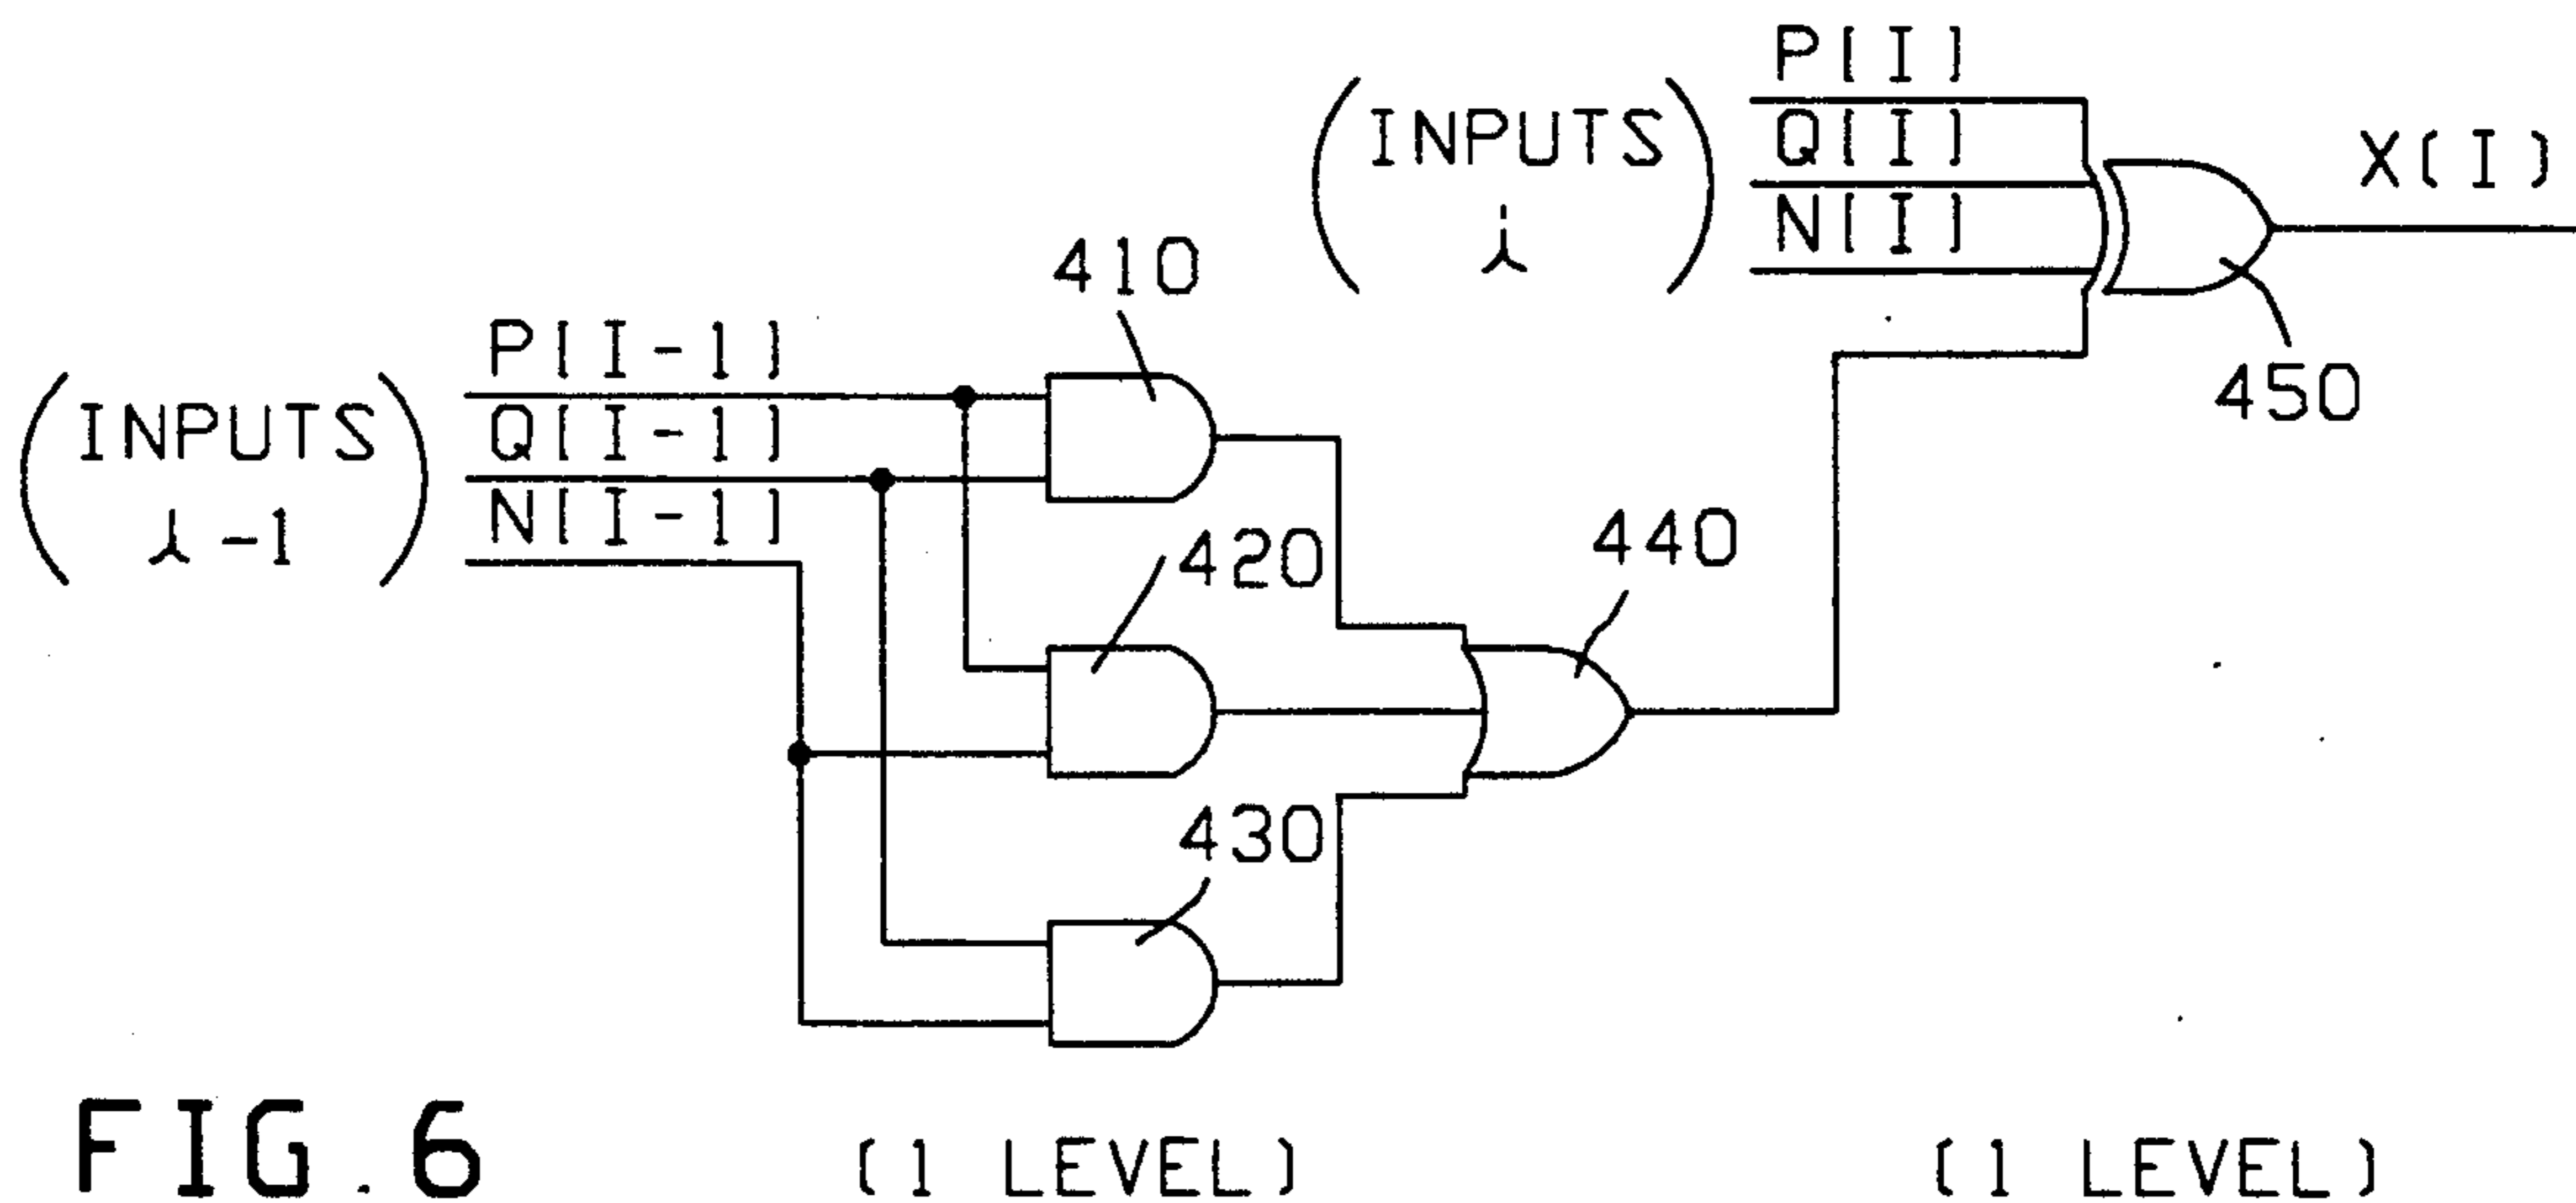 P[I]
(INPUTS i)
Q[I]
X(I)
N[I]
410
P[I-1]
450
(INPUTS i-1)
Q[I-1]
N[I-1]
440
420
430
FIG.6
(1 LEVEL)
(1 LEVEL)